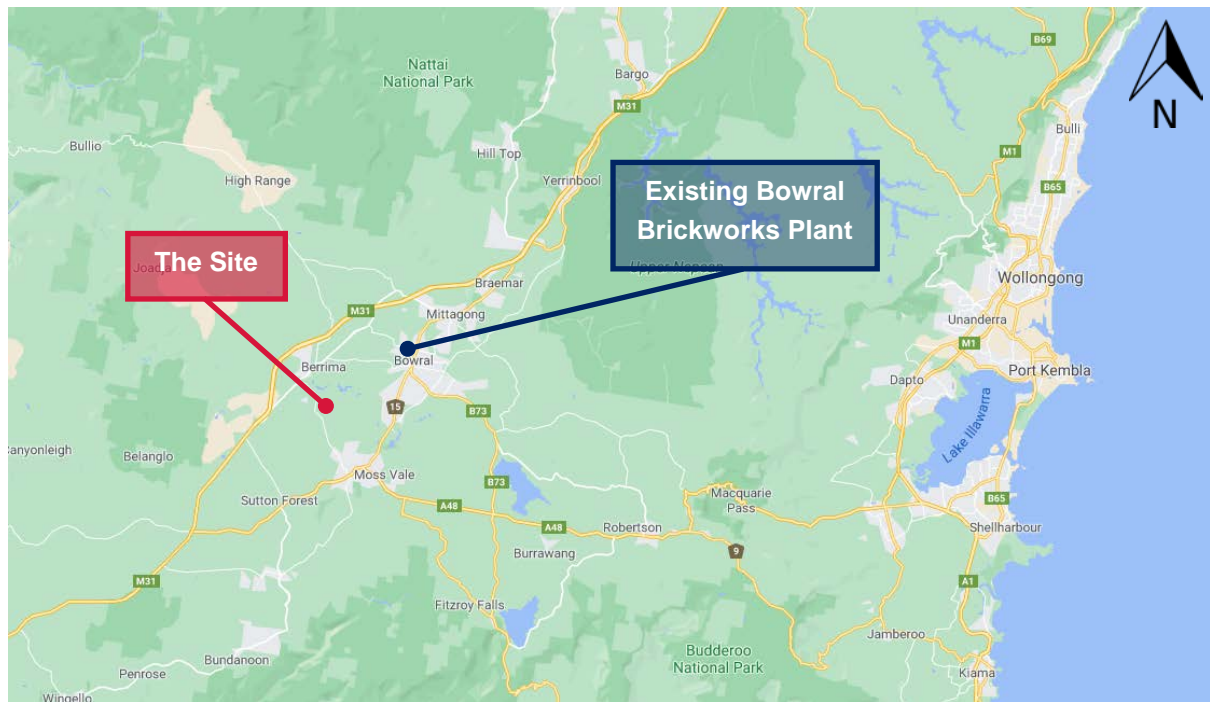 B69
Nattai
National Park
Bargo
M31
N
Bulli
Bullio
Hill Top
M1
High Range
Yerrinbool
Existing Bowral
Brickworks Plant
B65
The Site
Joadja
Upper Nepean
Braemar
Wollongong
M31
Mittagong
Unanderra
M1
Berrima
Bowral
Dapto
Port Kembla
15
B73
Lake Illawarra
Canyonleigh
Belanglo
Moss Vale
B73
Macquarie
Pass
Sutton Forest
A48
B65
A48
Robertson
Shellharbour
Burrawang
9
M31
A1
Fitzroy Falls
Jamberoo
Budderoo
National Park
Bundanoon
Penrose
Kiama
Wingello